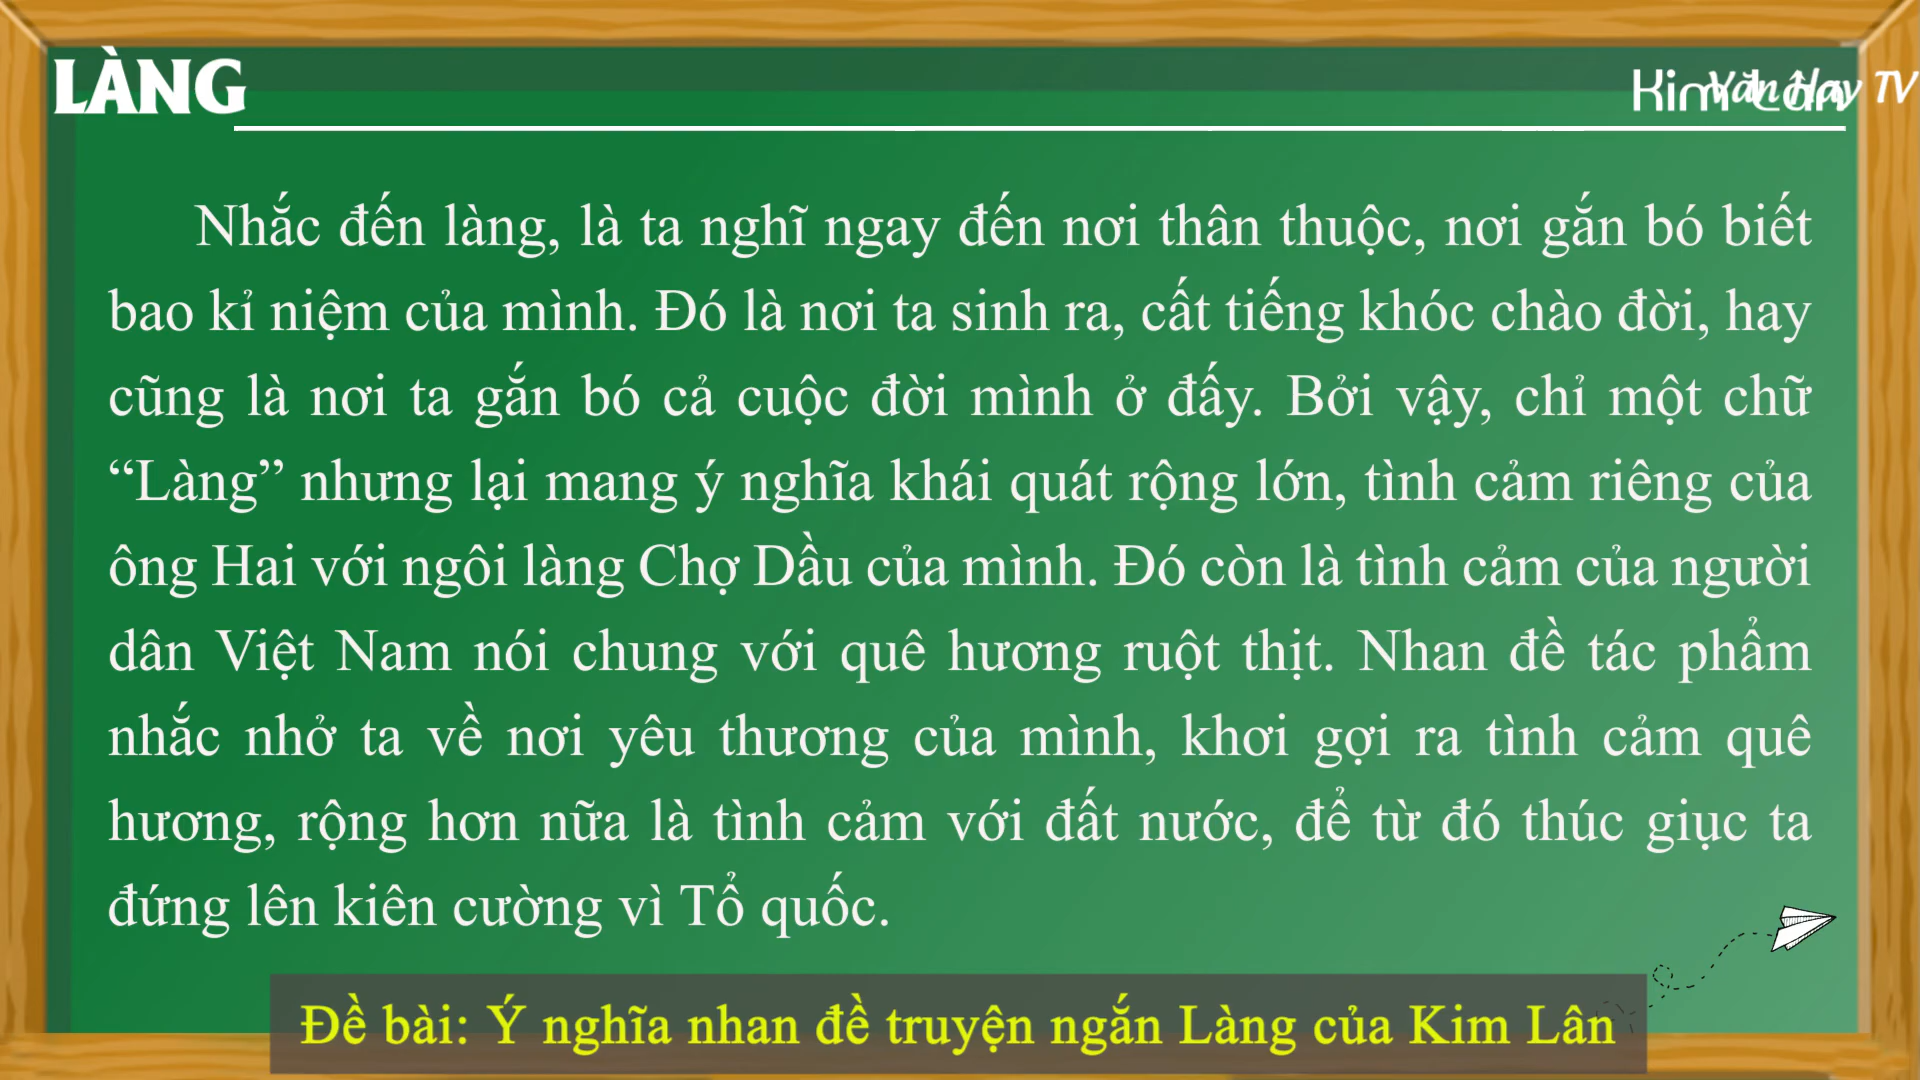 LÀNG
Kim Lân
Văn Hay TV
Nhắc đến làng, là ta nghĩ ngay đến nơi thân thuộc, nơi gắn bó biết
bao kỉ niệm của mình. Đó là nơi ta sinh ra, cất tiếng khóc chào đời, hay
cũng là nơi ta gắn bó cả cuộc đời mình ở đấy. Bởi vậy, chỉ một chữ
“Làng” nhưng lại mang ý nghĩa khái quát rộng lớn, tình cảm riêng của
ông Hai với ngôi làng Chợ Dầu của mình. Đó còn là tình cảm của người
dân Việt Nam nói chung với quê hương ruột thịt. Nhan đề tác phẩm
nhắc nhở ta về nơi yêu thương của mình, khơi gợi ra tình cảm quê
hương, rộng hơn nữa là tình cảm với đất nước, để từ đó thúc giục ta
đứng lên kiên cường vì Tổ quốc.
Đề bài: Ý nghĩa nhan đề truyện ngắn Làng của Kim Lân